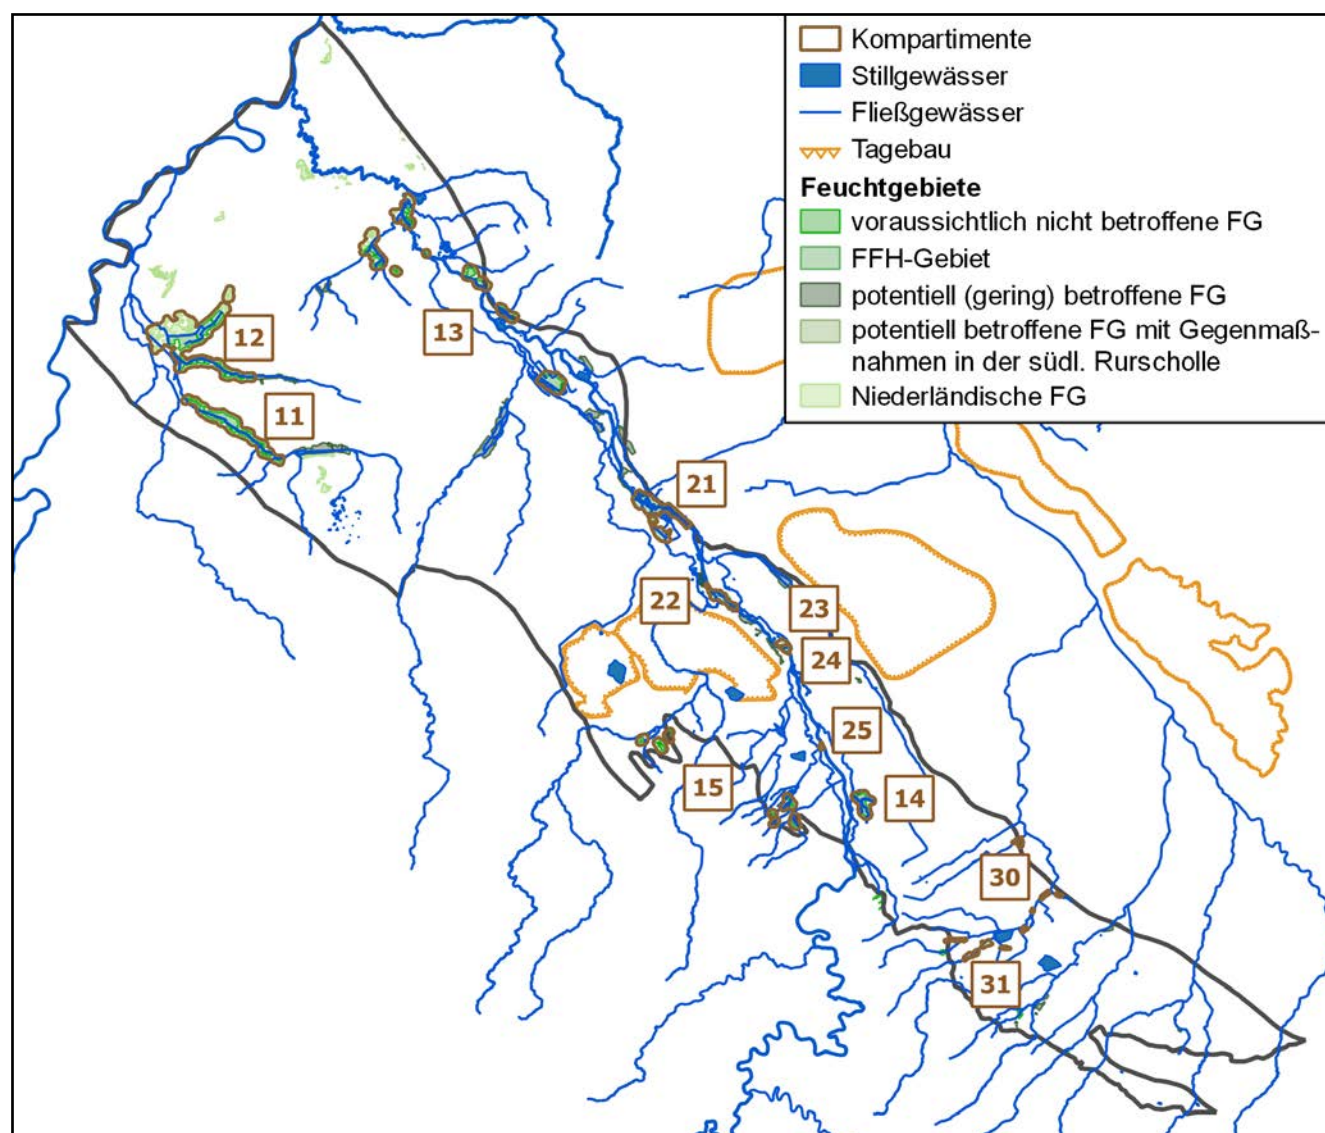 Kompartimente
Stillgewässer
Fließgewässer
Tagebau
Feuchtgebiete
voraussichtlich nicht betroffene FG
FFH-Gebiet
potentiell (gering) betroffene FG
potentiell betroffene FG mit Gegenmaß-
nahmen in der südl. Rurscholle
Niederländische FG
12
13
11
21
22
23
24
25
15
14
30
31